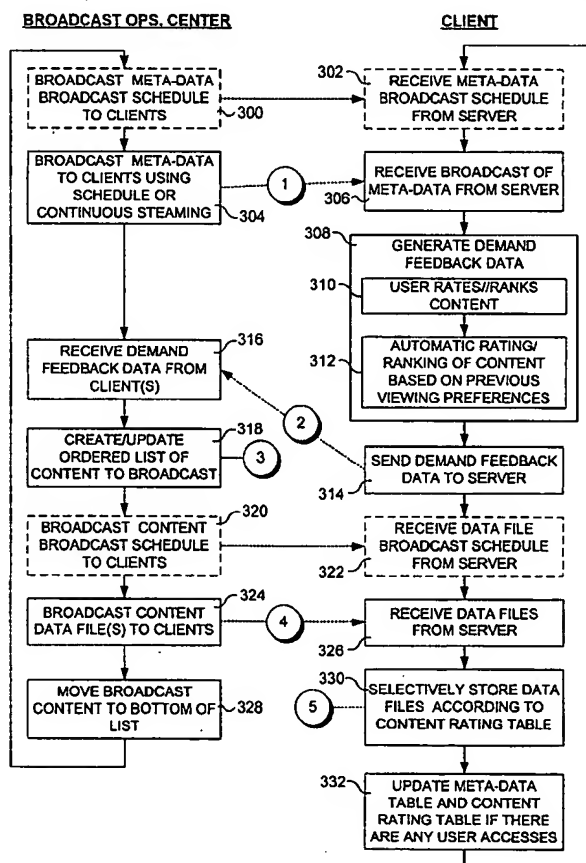 BROADCAST OPS. CENTER
CLIENT
BROADCAST META-DATA
BROADCAST SCHEDULE
TO CLIENTS
300
302
RECEIVE META-DATA
BROADCAST SCHEDULE
FROM SERVER
BROADCAST META-DATA
TO CLIENTS USING
SCHEDULE OR
CONTINUOUS STEAMING
304
1
RECEIVE BROADCAST OF
META-DATA FROM SERVER
306
308
GENERATE DEMAND
FEEDBACK DATA
310
USER RATES//RANKS
CONTENT
312
AUTOMATIC RATING/
RANKING OF CONTENT
BASED ON PREVIOUS
VIEWING PREFERENCES
316
RECEIVE DEMAND
FEEDBACK DATA FROM
CLIENT(S)
2
318
CREATE/UPDATE
ORDERED LIST OF
CONTENT TO BROADCAST
3
SEND DEMAND FEEDBACK
DATA TO SERVER
314
320
BROADCAST CONTENT
BROADCAST SCHEDULE
TO CLIENTS
RECEIVE DATA FILE
BROADCAST SCHEDULE
FROM SERVER
322
324
BROADCAST CONTENT
DATA FILE(S) TO CLIENTS
4
RECEIVE DATA FILES
FROM SERVER
326
MOVE BROADCAST
CONTENT TO BOTTOM OF
LIST
328
330
SELECTIVELY STORE DATA
FILES ACCORDING TO
CONTENT RATING TABLE
5
332
UPDATE META-DATA
TABLE AND CONTENT
RATING TABLE IF THERE
ARE ANY USER ACCESSES